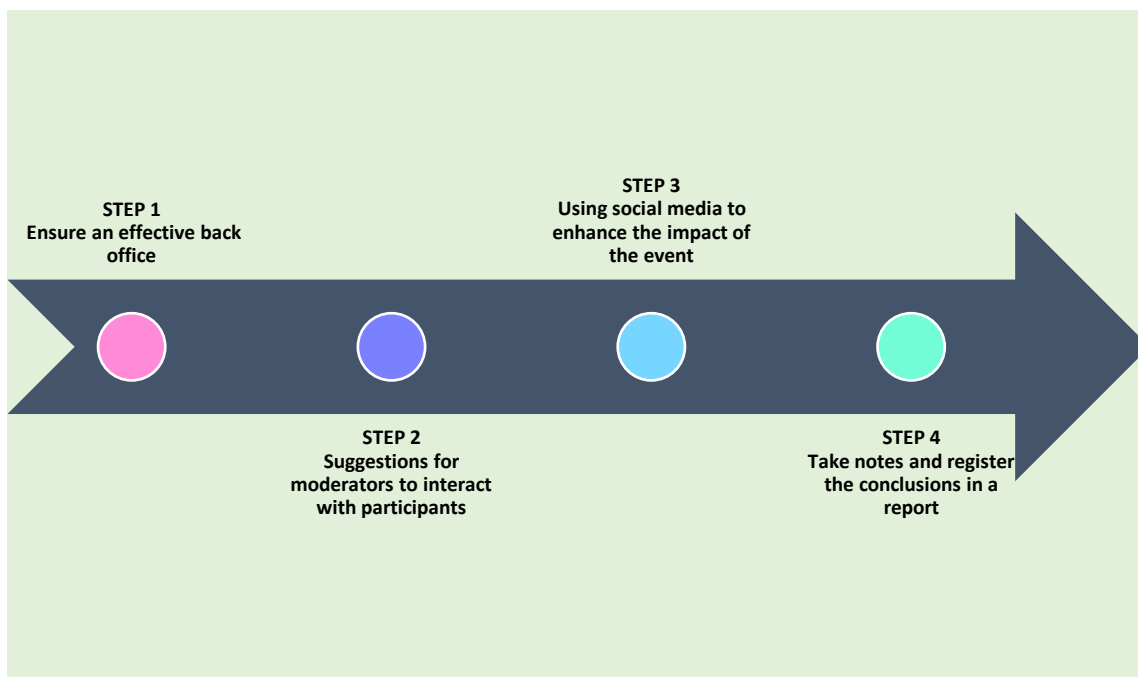 STEP 1
Ensure an effective back
office
STEP 2
Suggestions for
moderators to interact
with participants
STEP 3
Using social media to
enhance the impact of
the event
STEP 4
Take notes and register
the conclusions in a
report